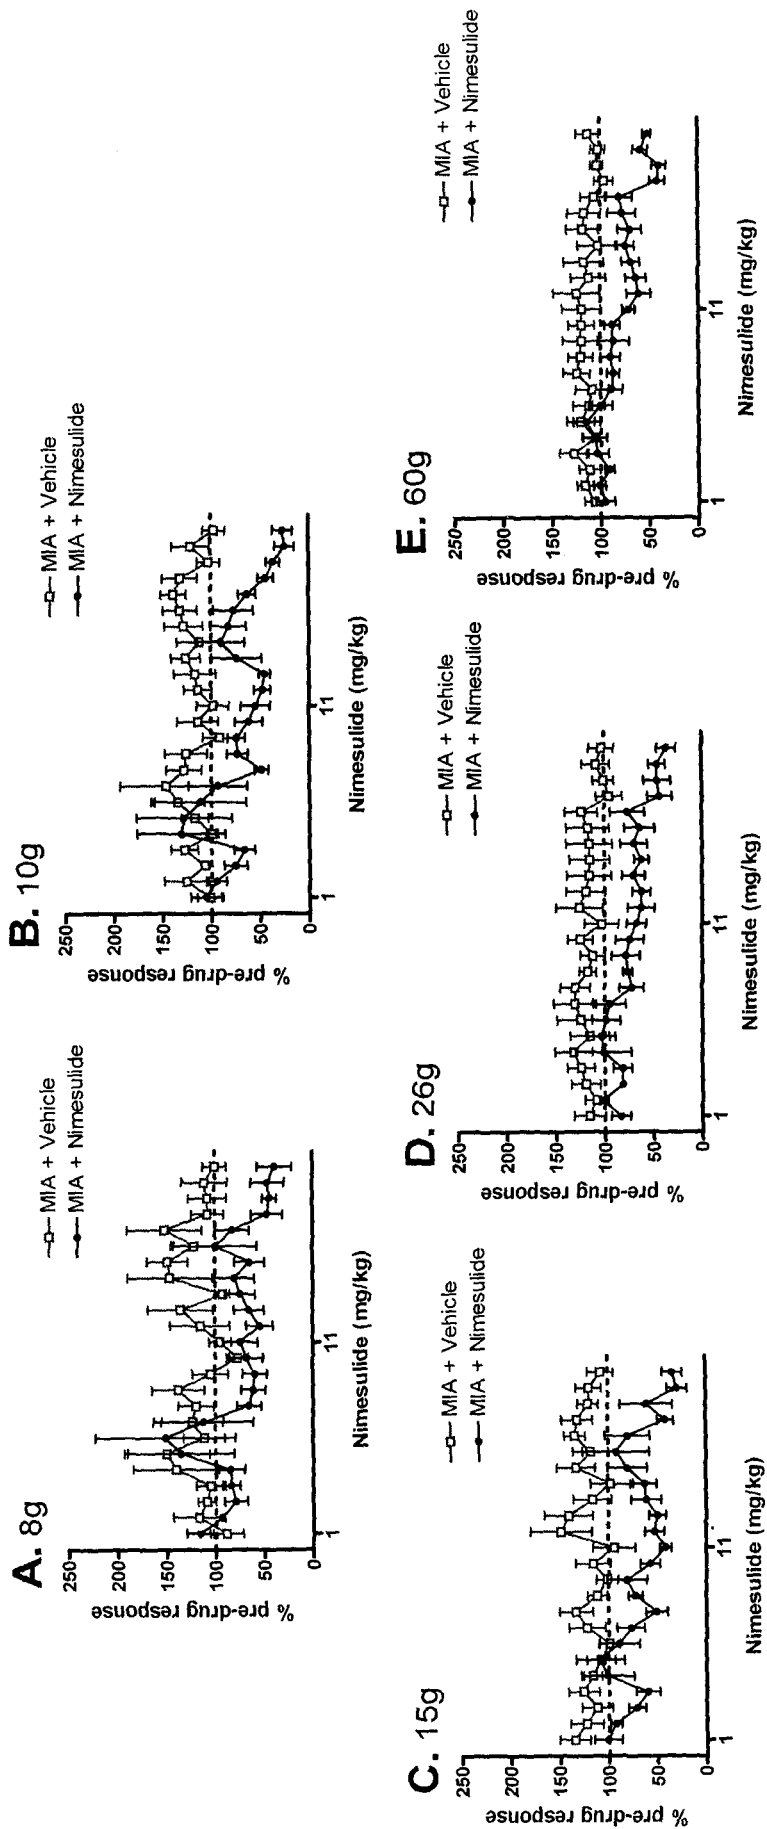 A. 8g
MIA + Vehicle
MIA + Nimesulide
% pre-drug response
250
200
150
100
50
0
1
11
Nimesulide (mg/kg)
B. 10g
MIA + Vehicle
MIA + Nimesulide
% pre-drug response
250
200
150
100
50
0
1
11
Nimesulide (mg/kg)
C. 15g
MIA + Vehicle
MIA + Nimesulide
% pre-drug response
250
200
150
100
50
0
1
11
Nimesulide (mg/kg)
D. 26g
MIA + Vehicle
MIA + Nimesulide
% pre-drug response
250
200
150
100
50
0
1
11
Nimesulide (mg/kg)
E. 60g
MIA + Vehicle
MIA + Nimesulide
% pre-drug response
250
200
150
100
50
0
1
11
Nimesulide (mg/kg)